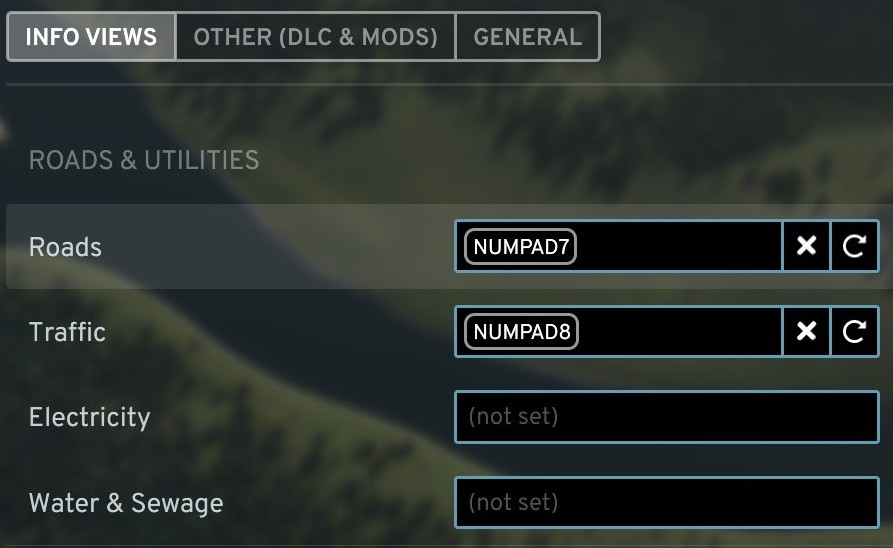 INFO VIEWS OTHER (DLC & MODS) GENERAL
ROADS & UTILITIES
Roads NUMPAD7
Traffic NUMPAD8
Electricity (not set)
Water & Sewage (not set)